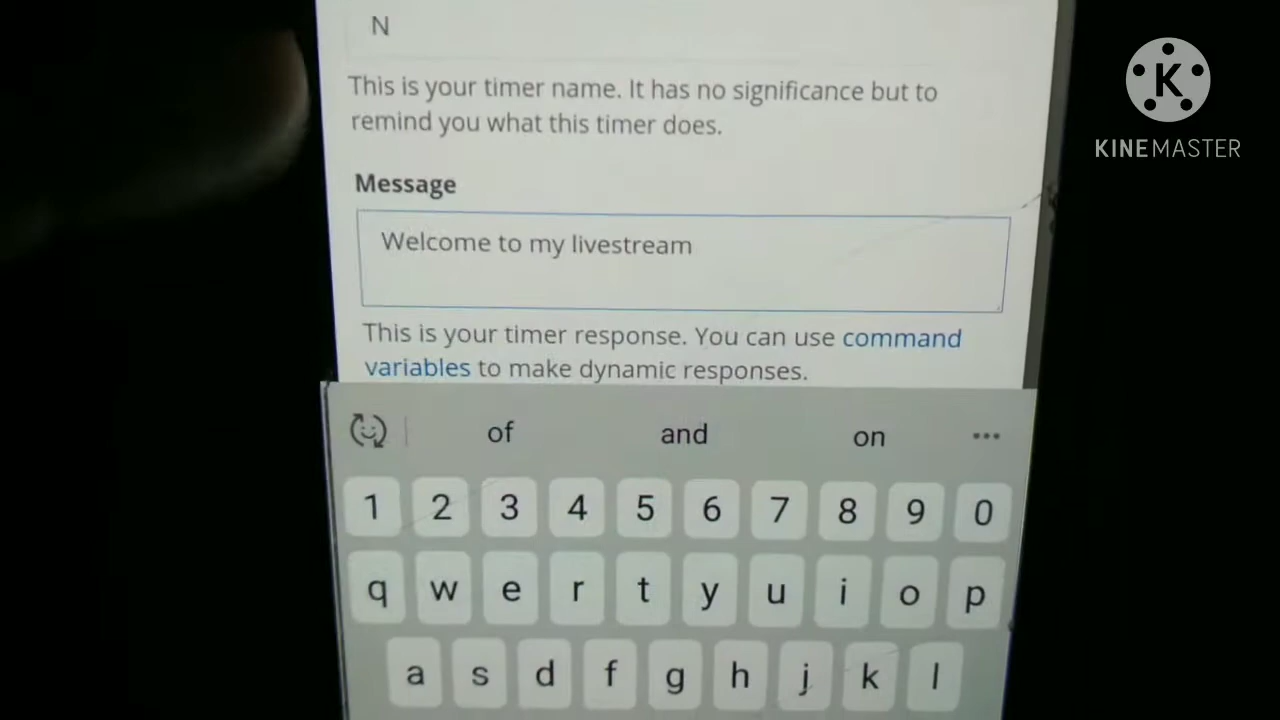 N
This is your timer name. It has no significance but to
remind you what this timer does.
Message
Welcome to my livestream
This is your timer response. You can use command
variables to make dynamic responses.
of and on
1 2 3 4 5 6 7 8 9 0
q w e r t y u i o p
a s d f g h j k l
K
KINEMASTER